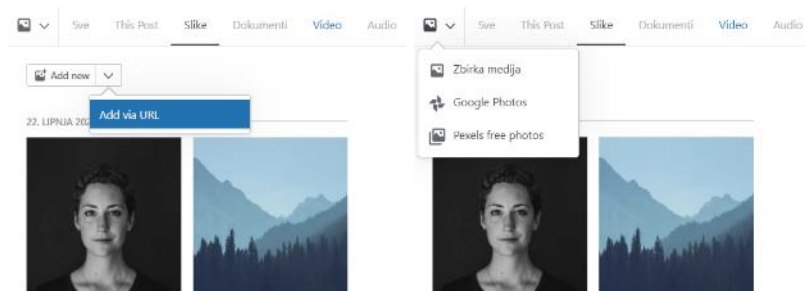 Sve This Post Slike Dokumenti Video Audio
Add new
Add via URL
22. LIPNJA 202
Sve This Post Slike Dokumenti Video Audio
Zbirka medija
Google Photos
Pexels free photos